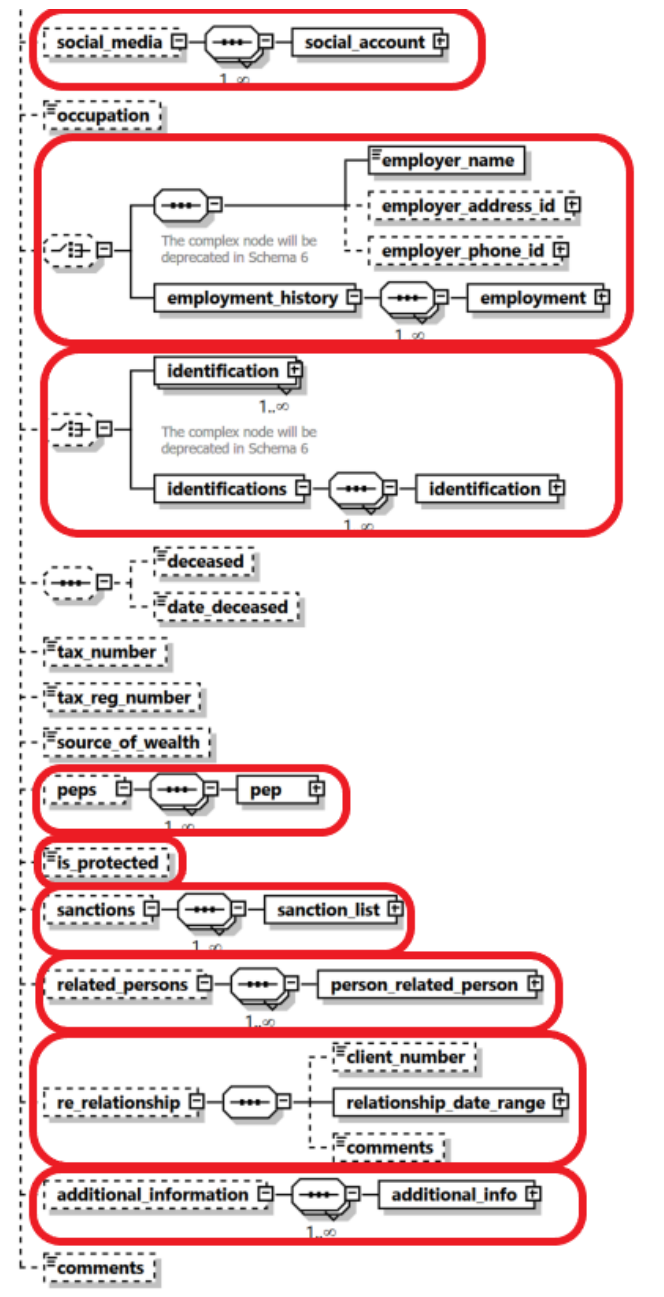 social_media social_account
1..∞
occupation
employer_name
employer_address_id
The complex node will be
deprecated in Schema 6
employer_phone_id
employment_history employment
1..∞
identification
1..∞
The complex node will be
deprecated in Schema 6
identifications identification
1..∞
deceased
date_deceased
tax_number
tax_reg_number
source_of_wealth
peps pep
1..∞
is_protected
sanctions sanction_list
1..∞
related_persons person_related_person
1..∞
client_number
re_relationship relationship_date_range
comments
additional_information additional_info
1..∞
comments